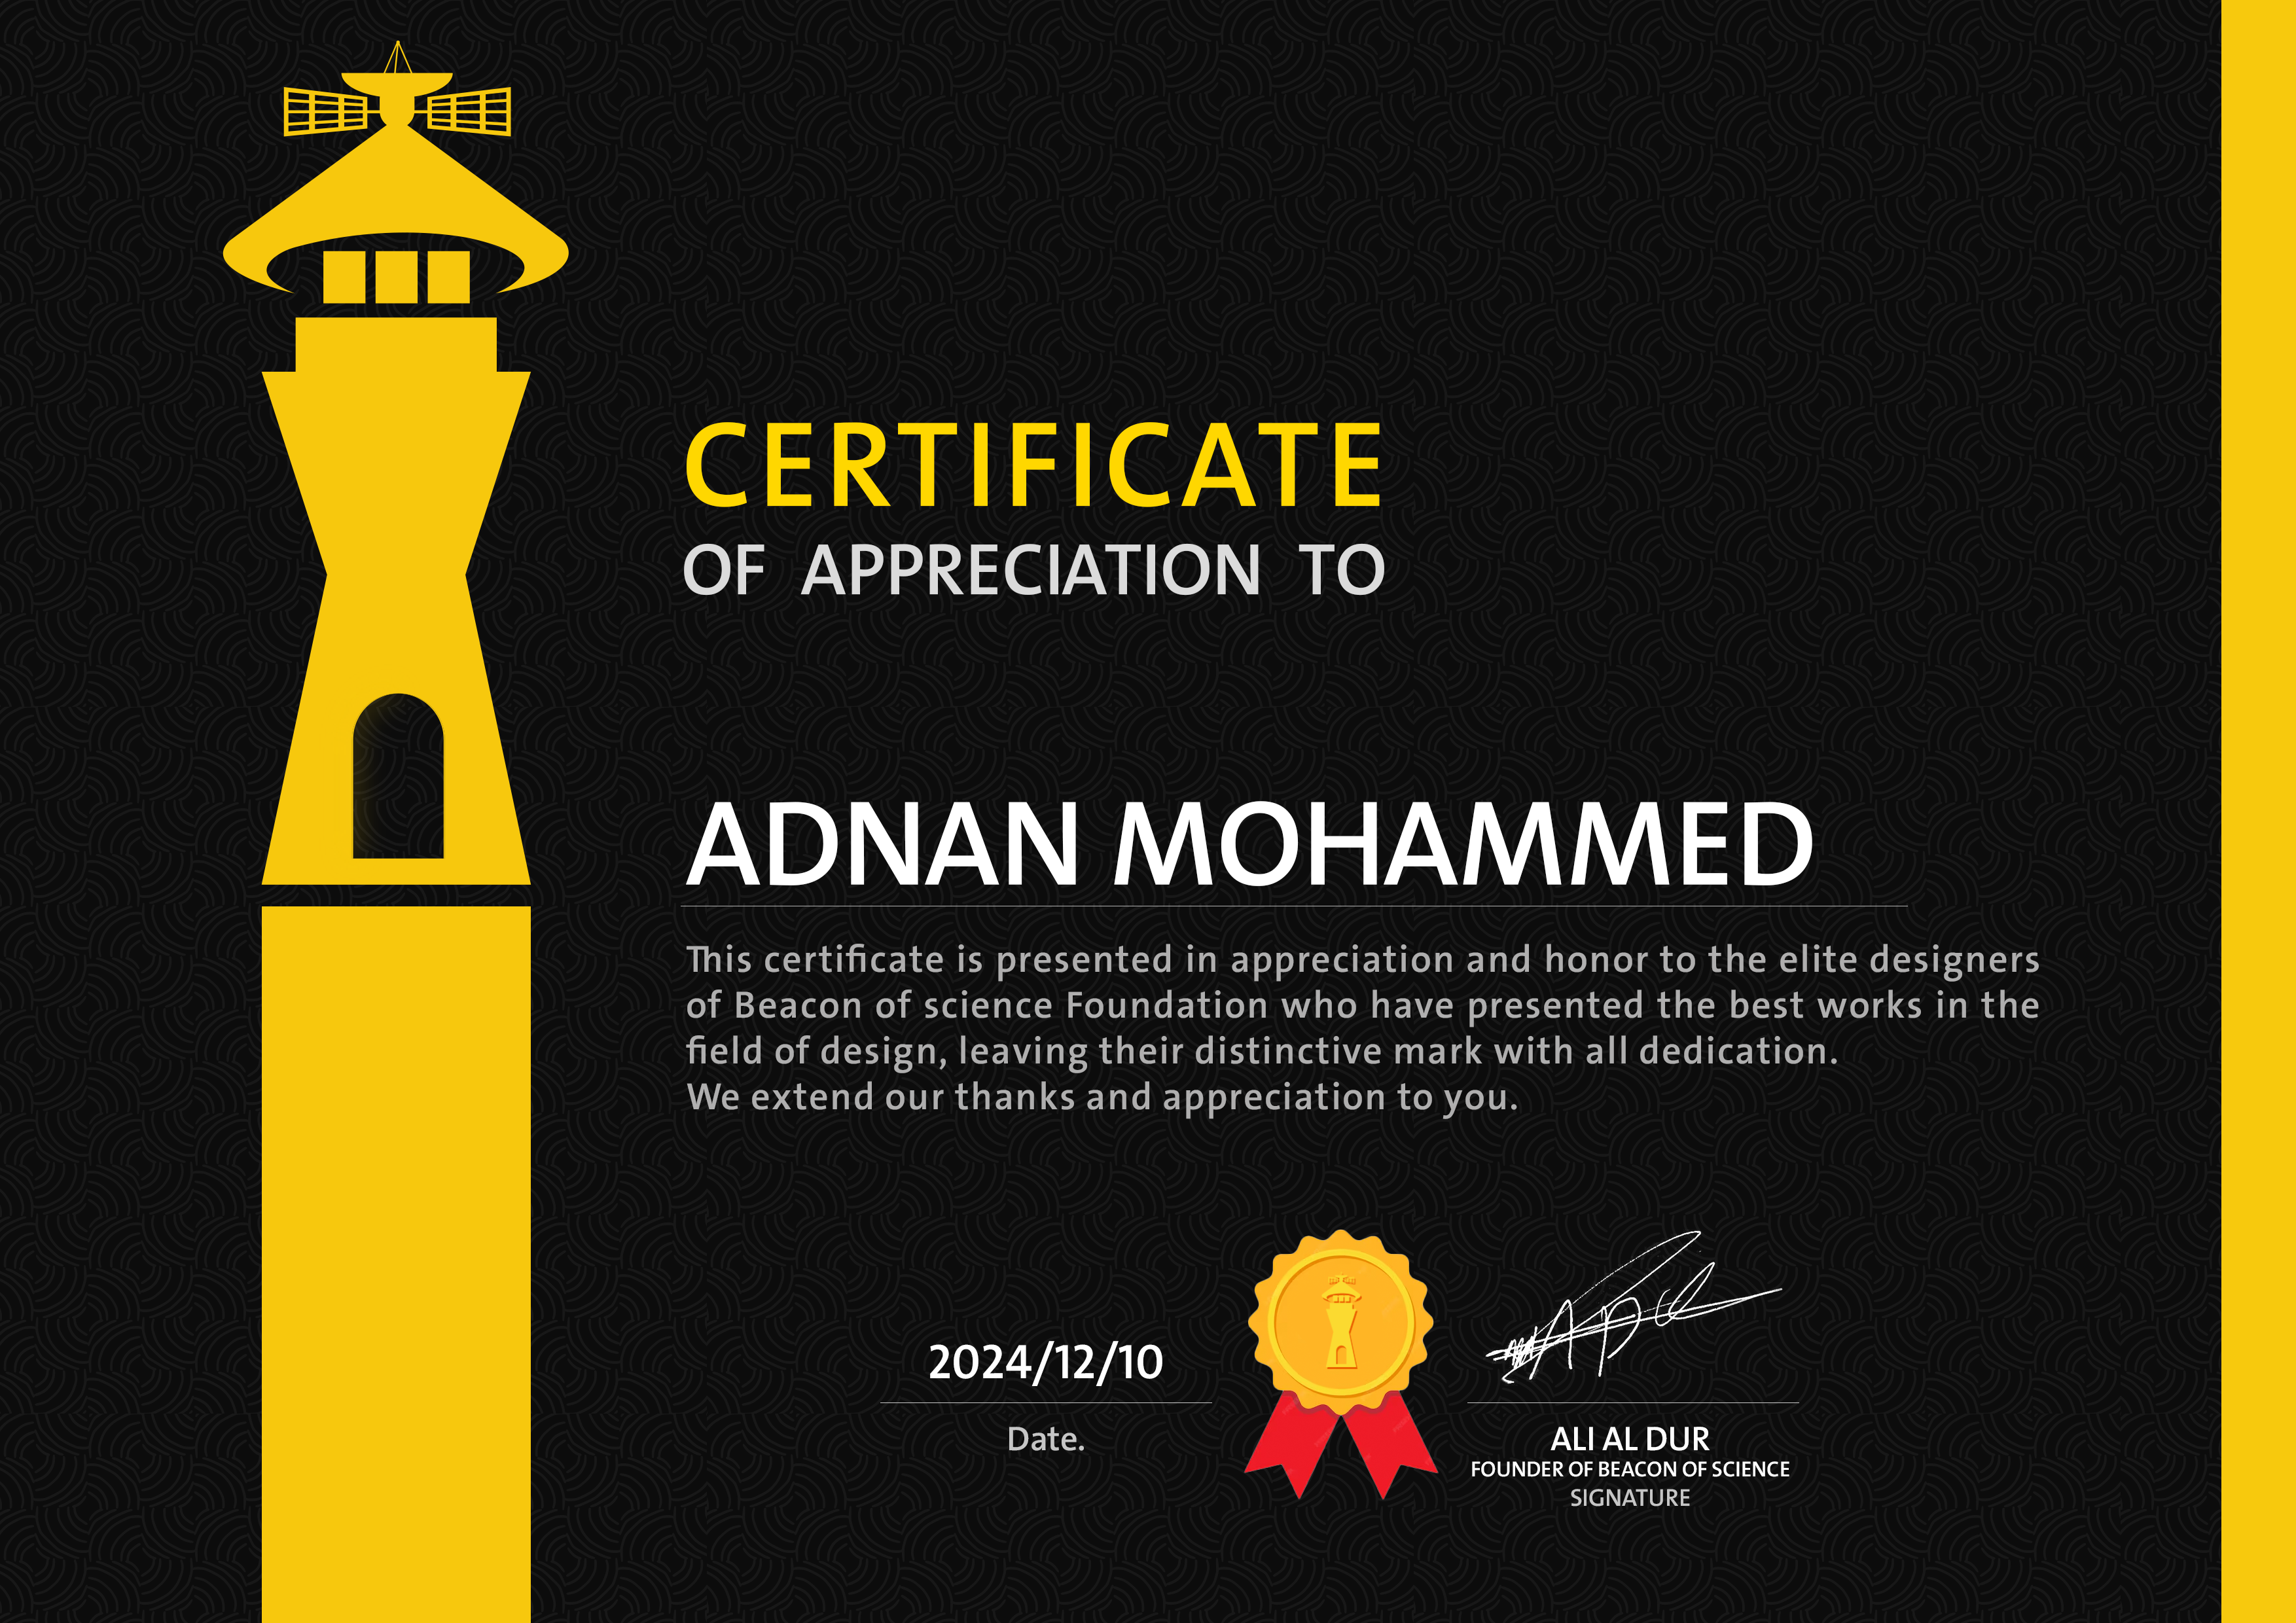 CERTIFICATE
OF APPRECIATION TO
ADNAN MOHAMMED
This certificate is presented in appreciation and honor to the elite designers
of Beacon of science Foundation who have presented the best works in the
field of design, leaving their distinctive mark with all dedication.
We extend our thanks and appreciation to you.
2024/12/10
Date.
ALI AL DUR
FOUNDER OF BEACON OF SCIENCE
SIGNATURE